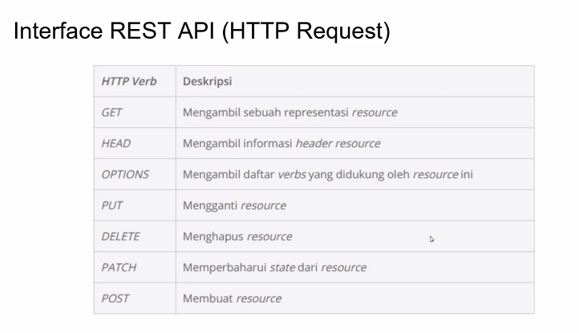 Interface REST API (HTTP Request)
HTTP Verb Deskripsi
GET Mengambil sebuah representasi resource
HEAD Mengambil informasi header resource
OPTIONS Mengambil daftar verbs yang didukung oleh resource ini
PUT Mengganti resource
DELETE Menghapus resource
PATCH Memperbaharui state dari resource
POST Membuat resource